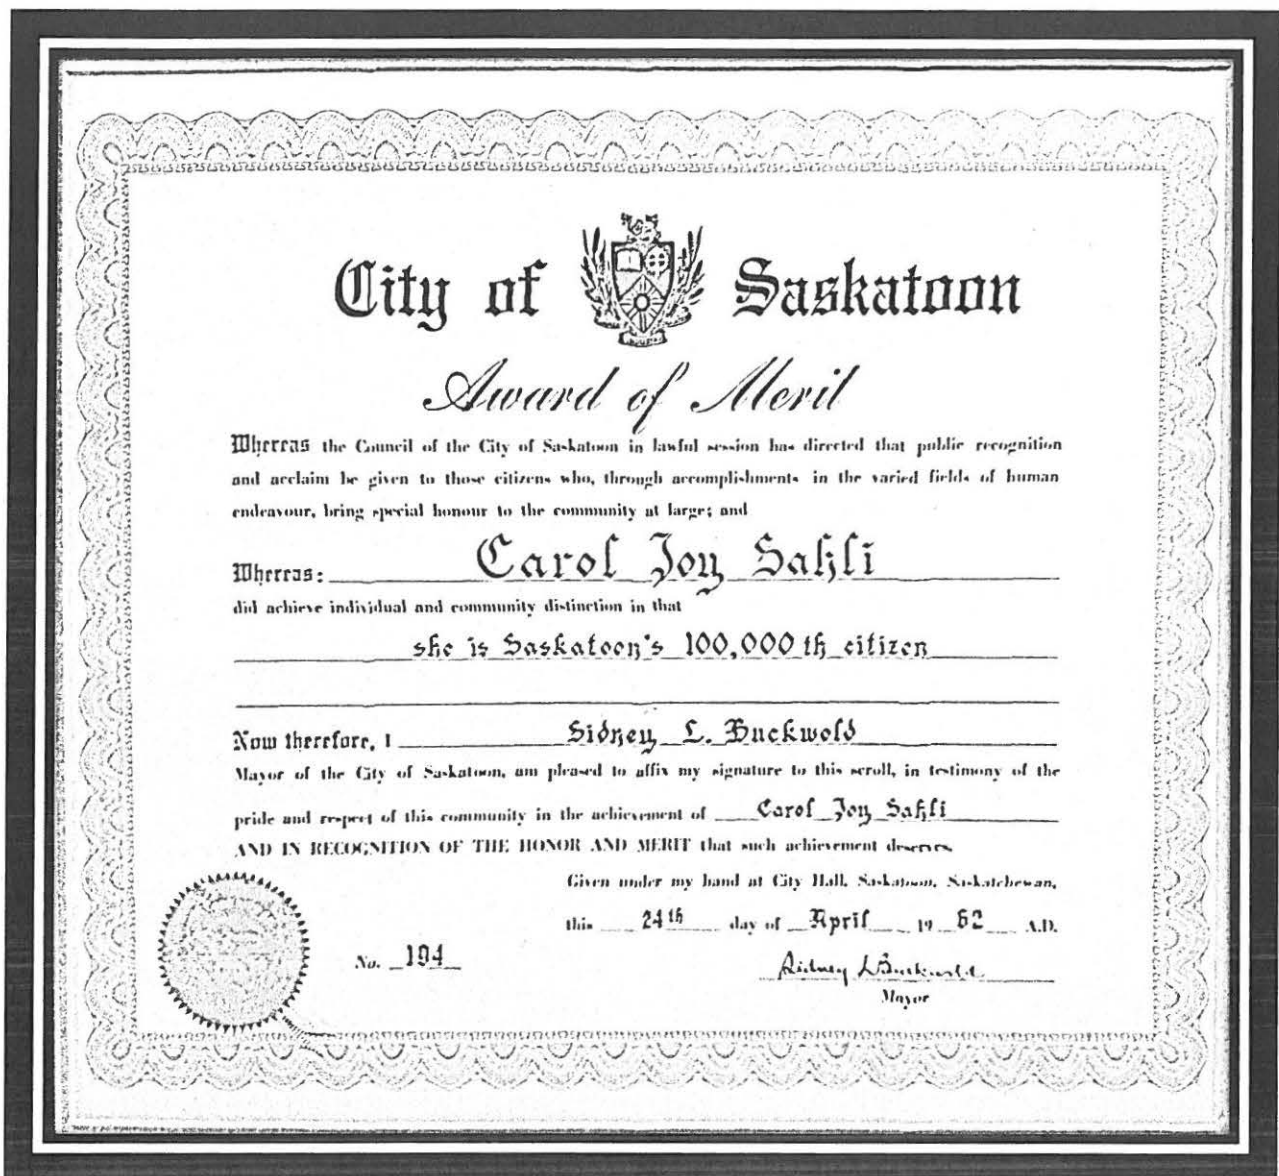 City of Saskatoon
Award of Merit
Whereas the Council of the City of Saskatoon in lawful session has directed that public recognition
and acclaim be given to those citizens who, through accomplishments in the varied fields of human
endeavour, bring special honour to the community at large; and
Whereas: Carol Joy Sahli
did achieve individual and community distinction in that
she is Saskatoon's 100,000th citizen
Now therefore, I Sidney L. Buckwold
Mayor of the City of Saskatoon, am pleased to affix my signature to this scroll, in testimony of the
pride and respect of this community in the achievement of Carol Joy Sahli
AND IN RECOGNITION OF THE HONOR AND MERIT that such achievement deserves.
Given under my hand at City Hall, Saskatoon, Saskatchewan,
this 24th day of April 1962 A.D.
No. 194
Sidney L Buckwold
Mayor